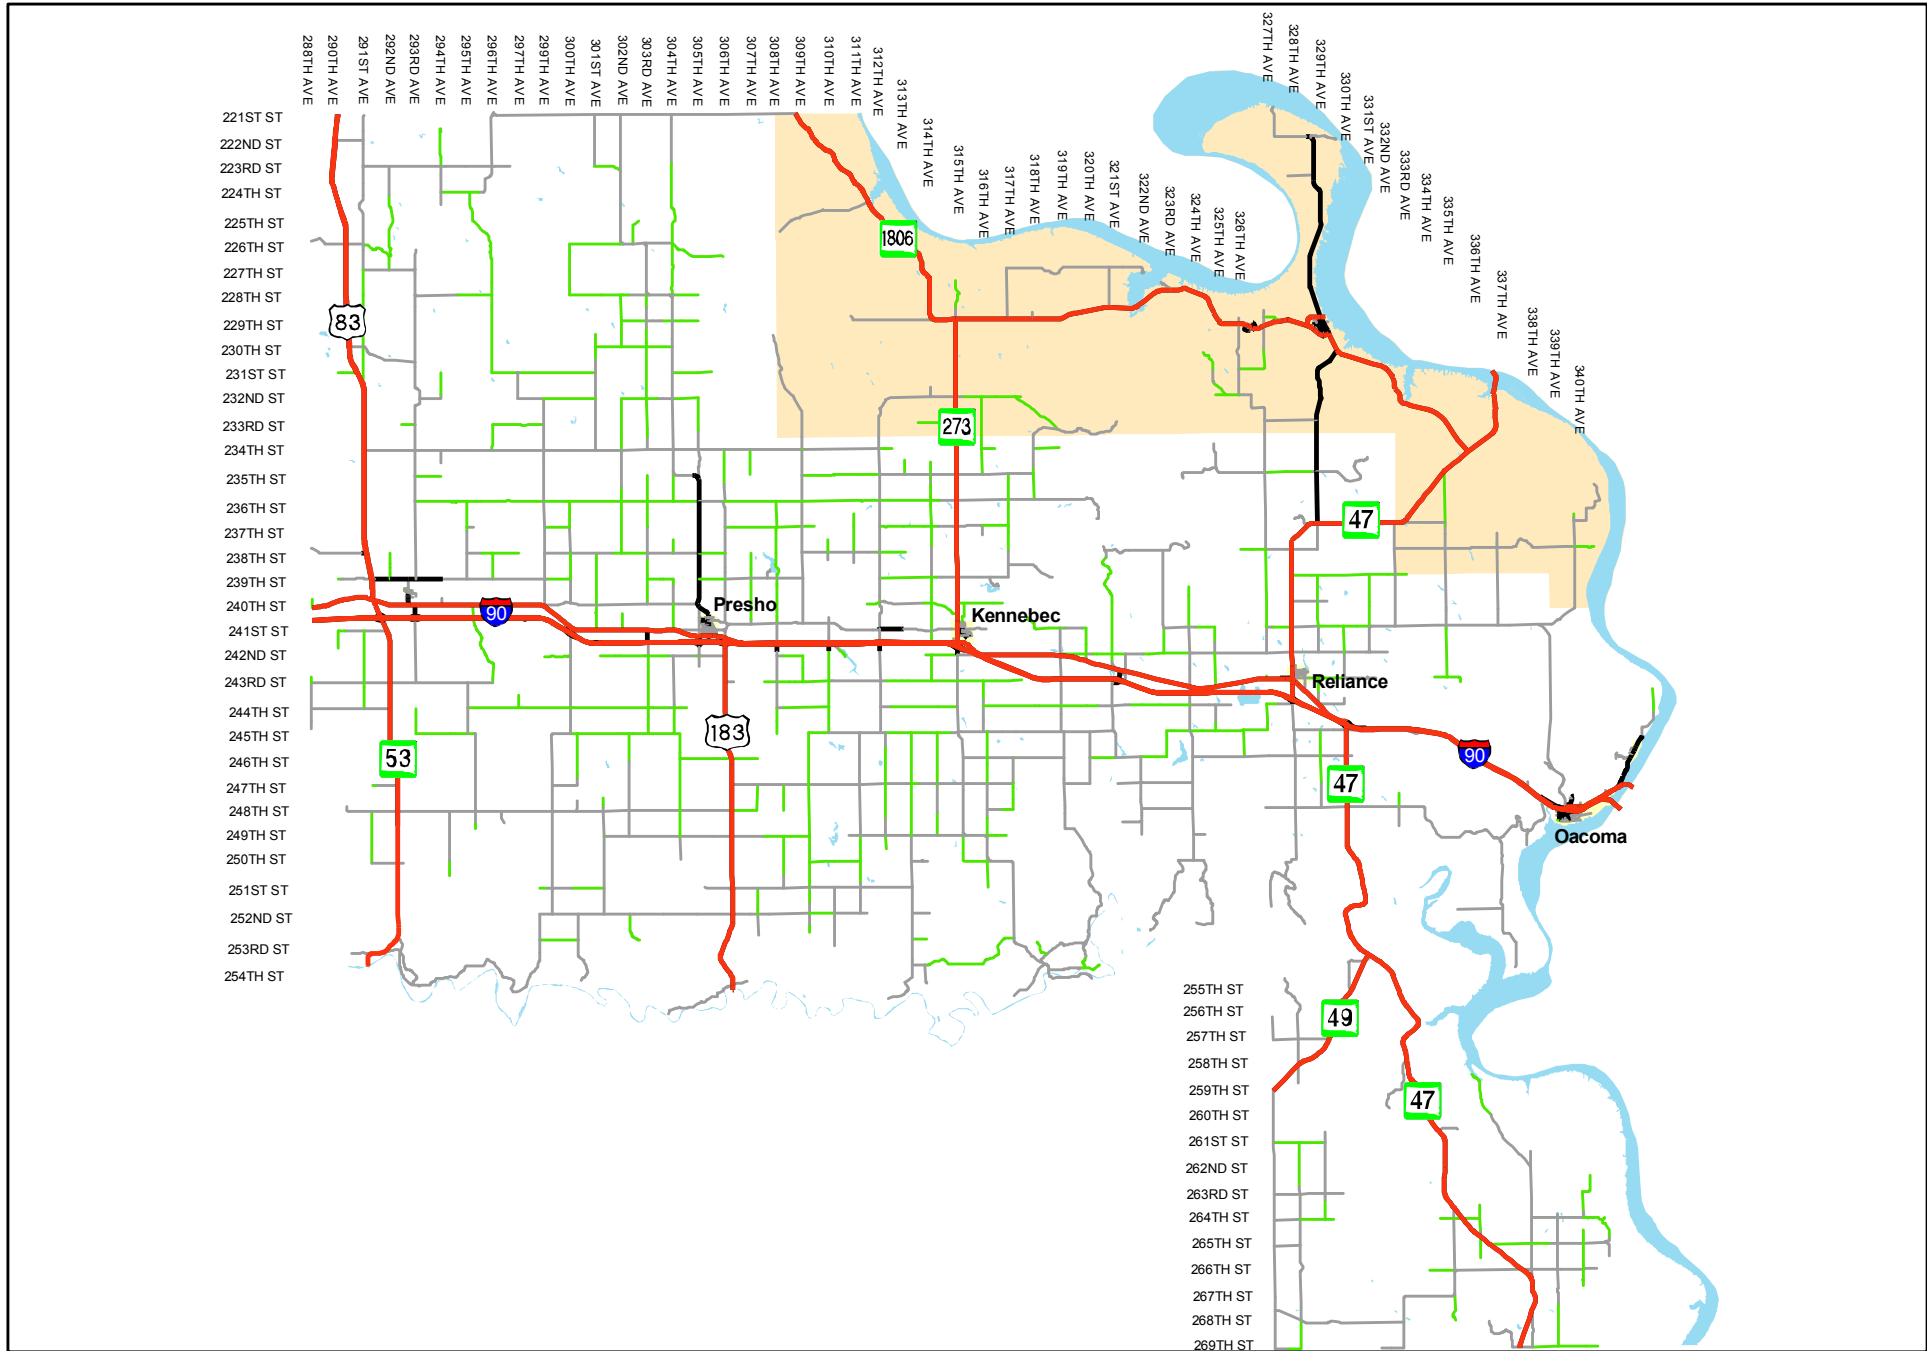 288TH AVE
290TH AVE
291ST AVE
292ND AVE
293RD AVE
294TH AVE
295TH AVE
296TH AVE
297TH AVE
299TH AVE
300TH AVE
301ST AVE
302ND AVE
303RD AVE
304TH AVE
305TH AVE
306TH AVE
307TH AVE
308TH AVE
309TH AVE
310TH AVE
311TH AVE
312TH AVE
313TH AVE
314TH AVE
315TH AVE
316TH AVE
317TH AVE
318TH AVE
319TH AVE
320TH AVE
321ST AVE
322ND AVE
323RD AVE
324TH AVE
325TH AVE
326TH AVE
327TH AVE
328TH AVE
329TH AVE
330TH AVE
331ST AVE
332ND AVE
333RD AVE
334TH AVE
335TH AVE
336TH AVE
337TH AVE
338TH AVE
339TH AVE
340TH AVE
221ST ST
222ND ST
223RD ST
224TH ST
225TH ST
226TH ST
227TH ST
228TH ST
229TH ST
230TH ST
231ST ST
232ND ST
233RD ST
234TH ST
235TH ST
236TH ST
237TH ST
238TH ST
239TH ST
240TH ST
241ST ST
242ND ST
243RD ST
244TH ST
245TH ST
246TH ST
247TH ST
248TH ST
249TH ST
250TH ST
251ST ST
252ND ST
253RD ST
254TH ST
1806
83
273
47
90
Presho
Kennebec
Reliance
183
53
90
47
Oacoma
255TH ST
256TH ST
257TH ST
258TH ST
259TH ST
260TH ST
261ST ST
262ND ST
263RD ST
264TH ST
265TH ST
266TH ST
267TH ST
268TH ST
269TH ST
49
47